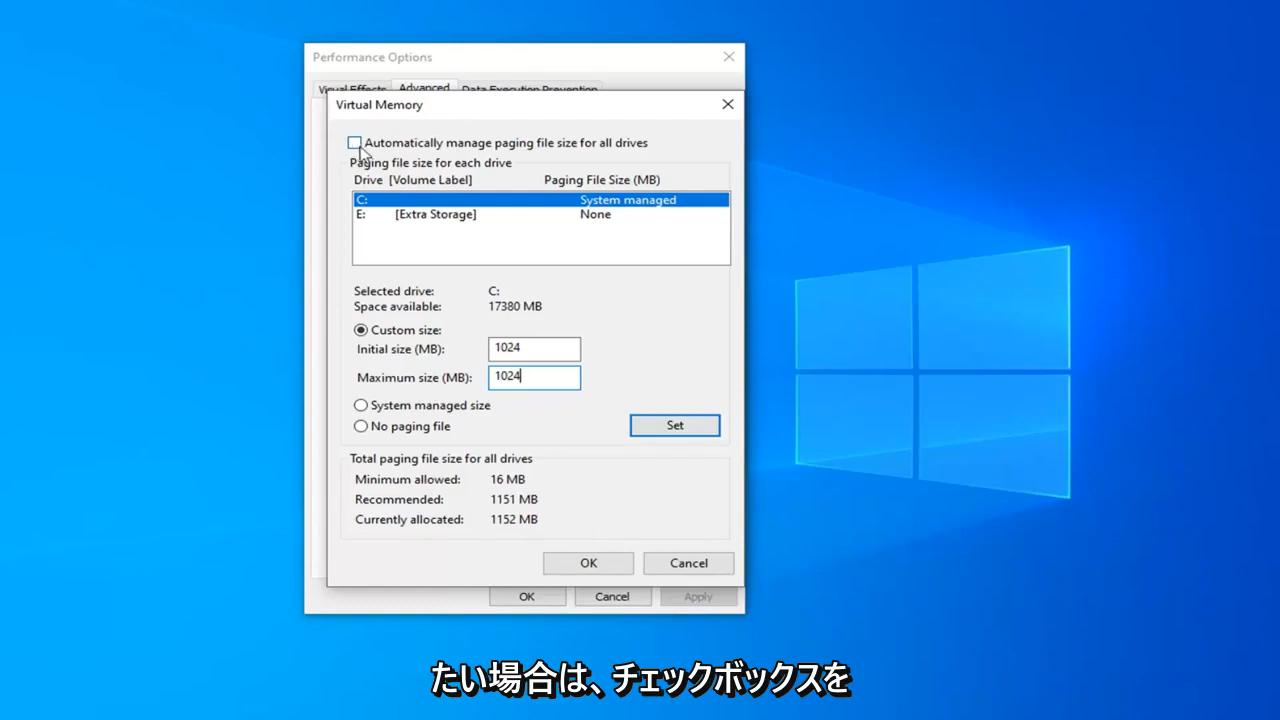 Performance Options
Visual Effects Advanced Data Execution Prevention
Virtual Memory
Automatically manage paging file size for all drives
Paging file size for each drive
Drive [Volume Label] Paging File Size (MB)
C: System managed
E: [Extra Storage] None
Selected drive: C:
Space available: 17380 MB
Custom size:
Initial size (MB): 1024
Maximum size (MB): 1024
System managed size
No paging file
Set
Total paging file size for all drives
Minimum allowed: 16 MB
Recommended: 1151 MB
Currently allocated: 1152 MB
OK Cancel
OK Cancel Apply
たい場合は、チェックボックスを